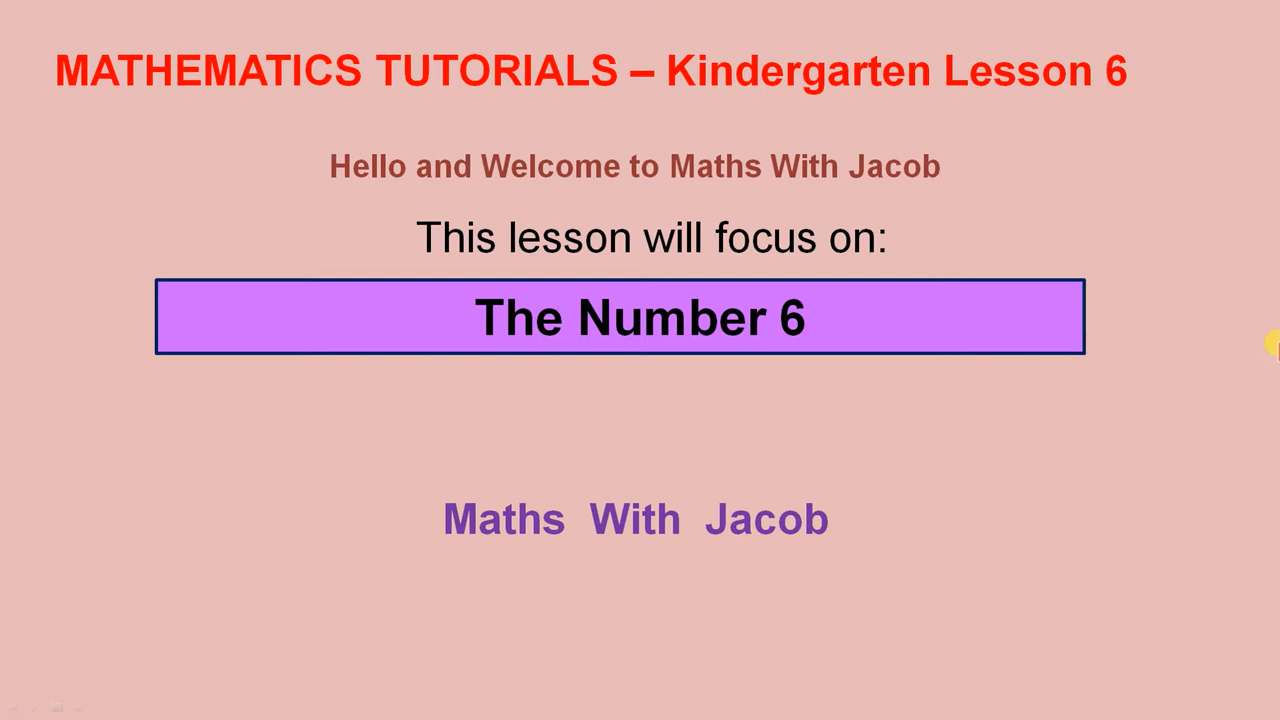 MATHEMATICS TUTORIALS – Kindergarten Lesson 6
Hello and Welcome to Maths With Jacob
This lesson will focus on:
The Number 6
Maths With Jacob